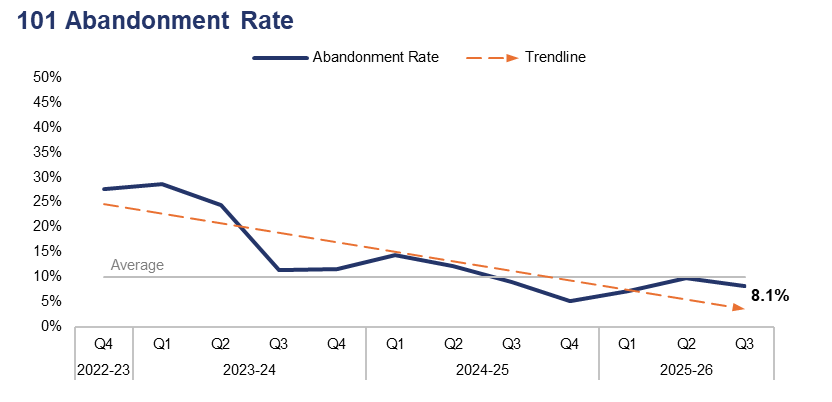 101 Abandonment Rate
Abandonment Rate Trendline
50%
45%
40%
35%
30%
25%
20%
15%
10%
5%
0%
Average
8.1%
Q4 Q1 Q2 Q3 Q4 Q1 Q2 Q3 Q4 Q1 Q2 Q3
2022-23 2023-24 2024-25 2025-26